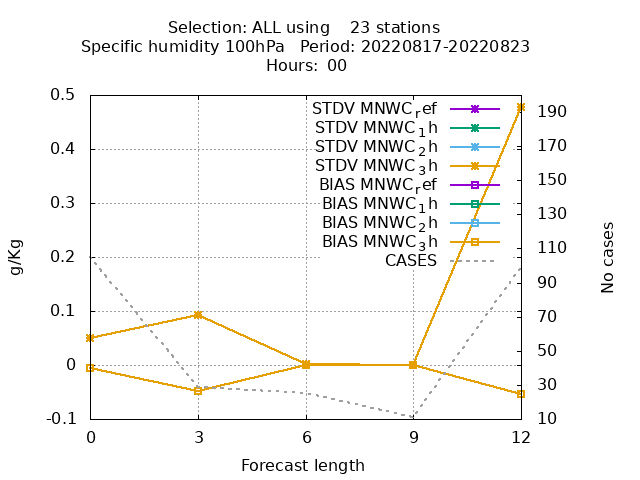 Selection: ALL using    23 stations
Specific humidity 100hPa   Period: 20220817-20220823
Hours:  00
STDV MNWC_ref
STDV MNWC_1h
STDV MNWC_2h
STDV MNWC_3h
BIAS MNWC_ref
BIAS MNWC_1h
BIAS MNWC_2h
BIAS MNWC_3h
CASES
g/Kg
0.5
0.4
0.3
0.2
0.1
0
-0.1
No cases
190
170
150
130
110
90
70
50
30
10
0 3 6 9 12
Forecast length